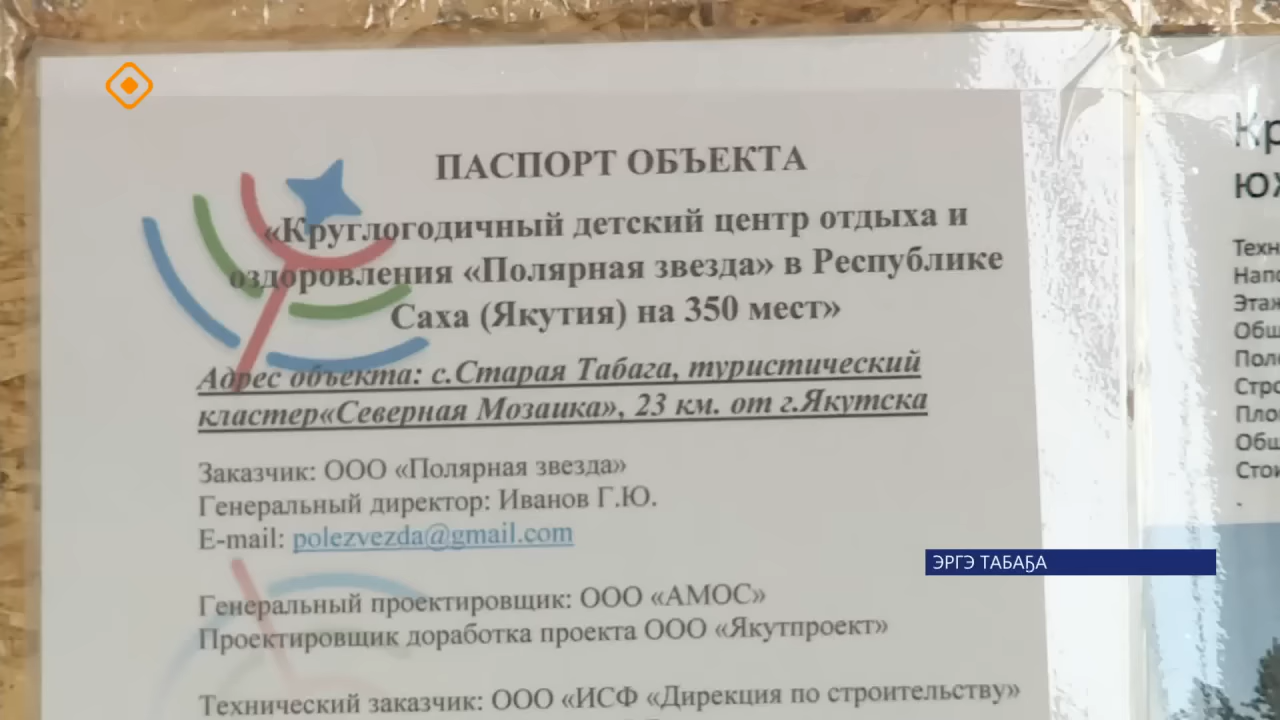 ПАСПОРТ ОБЪЕКТА
«Круглогодичный детский центр отдыха и
оздоровления «Полярная звезда» в Республике
Саха (Якутия) на 350 мест»
Адрес объекта: с.Старая Табага, туристический
кластер«Северная Мозаика», 23 км. от г.Якутска
Заказчик: ООО «Полярная звезда»
Генеральный директор: Иванов Г.Ю.
E-mail: polezvezda@gmail.com
Генеральный проектировщик: ООО «АМОС»
Проектировщик доработка проекта ООО «Якутпроект»
Технический заказчик: ООО «ИСФ «Дирекция по строительству»
ЭРГЭ ТАБАҔА